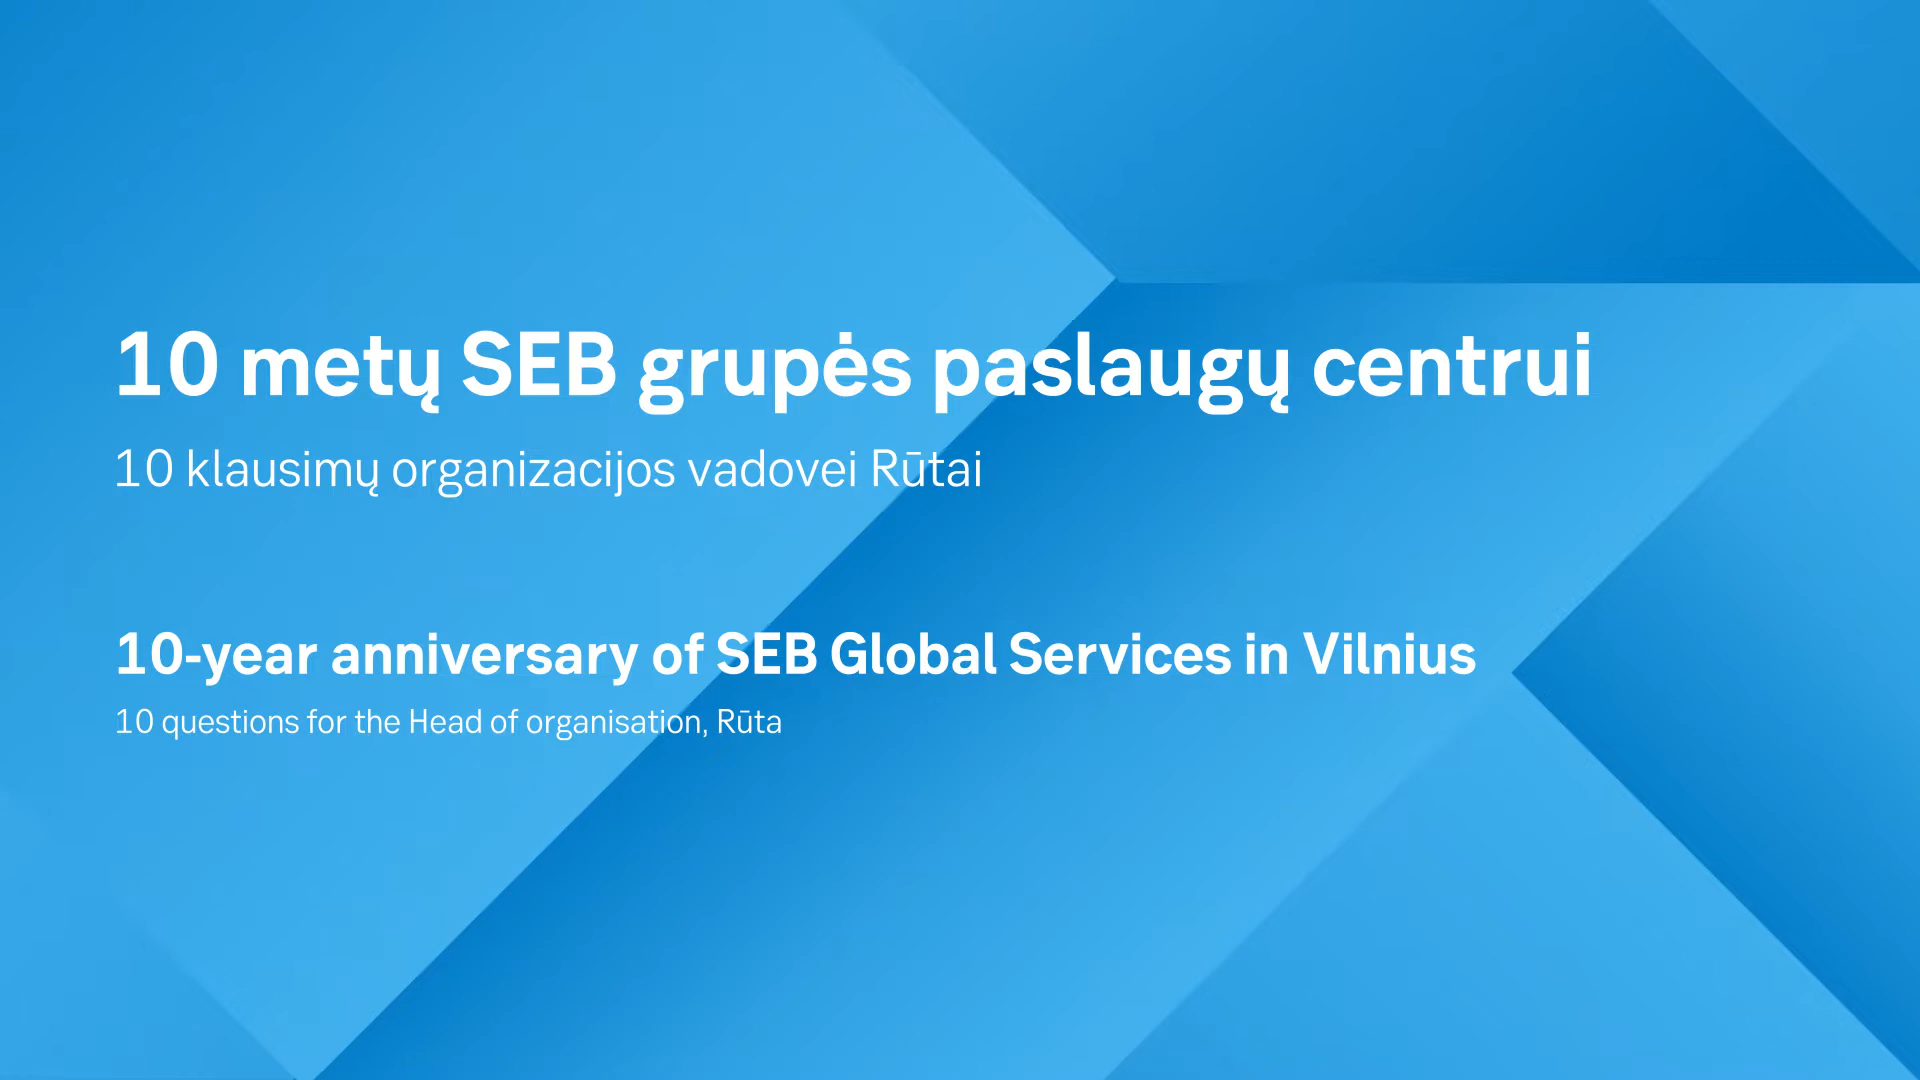 10 metų SEB grupės paslaugų centrui
10 klausimų organizacijos vadovei Rūtai
10-year anniversary of SEB Global Services in Vilnius
10 questions for the Head of organisation, Rūta